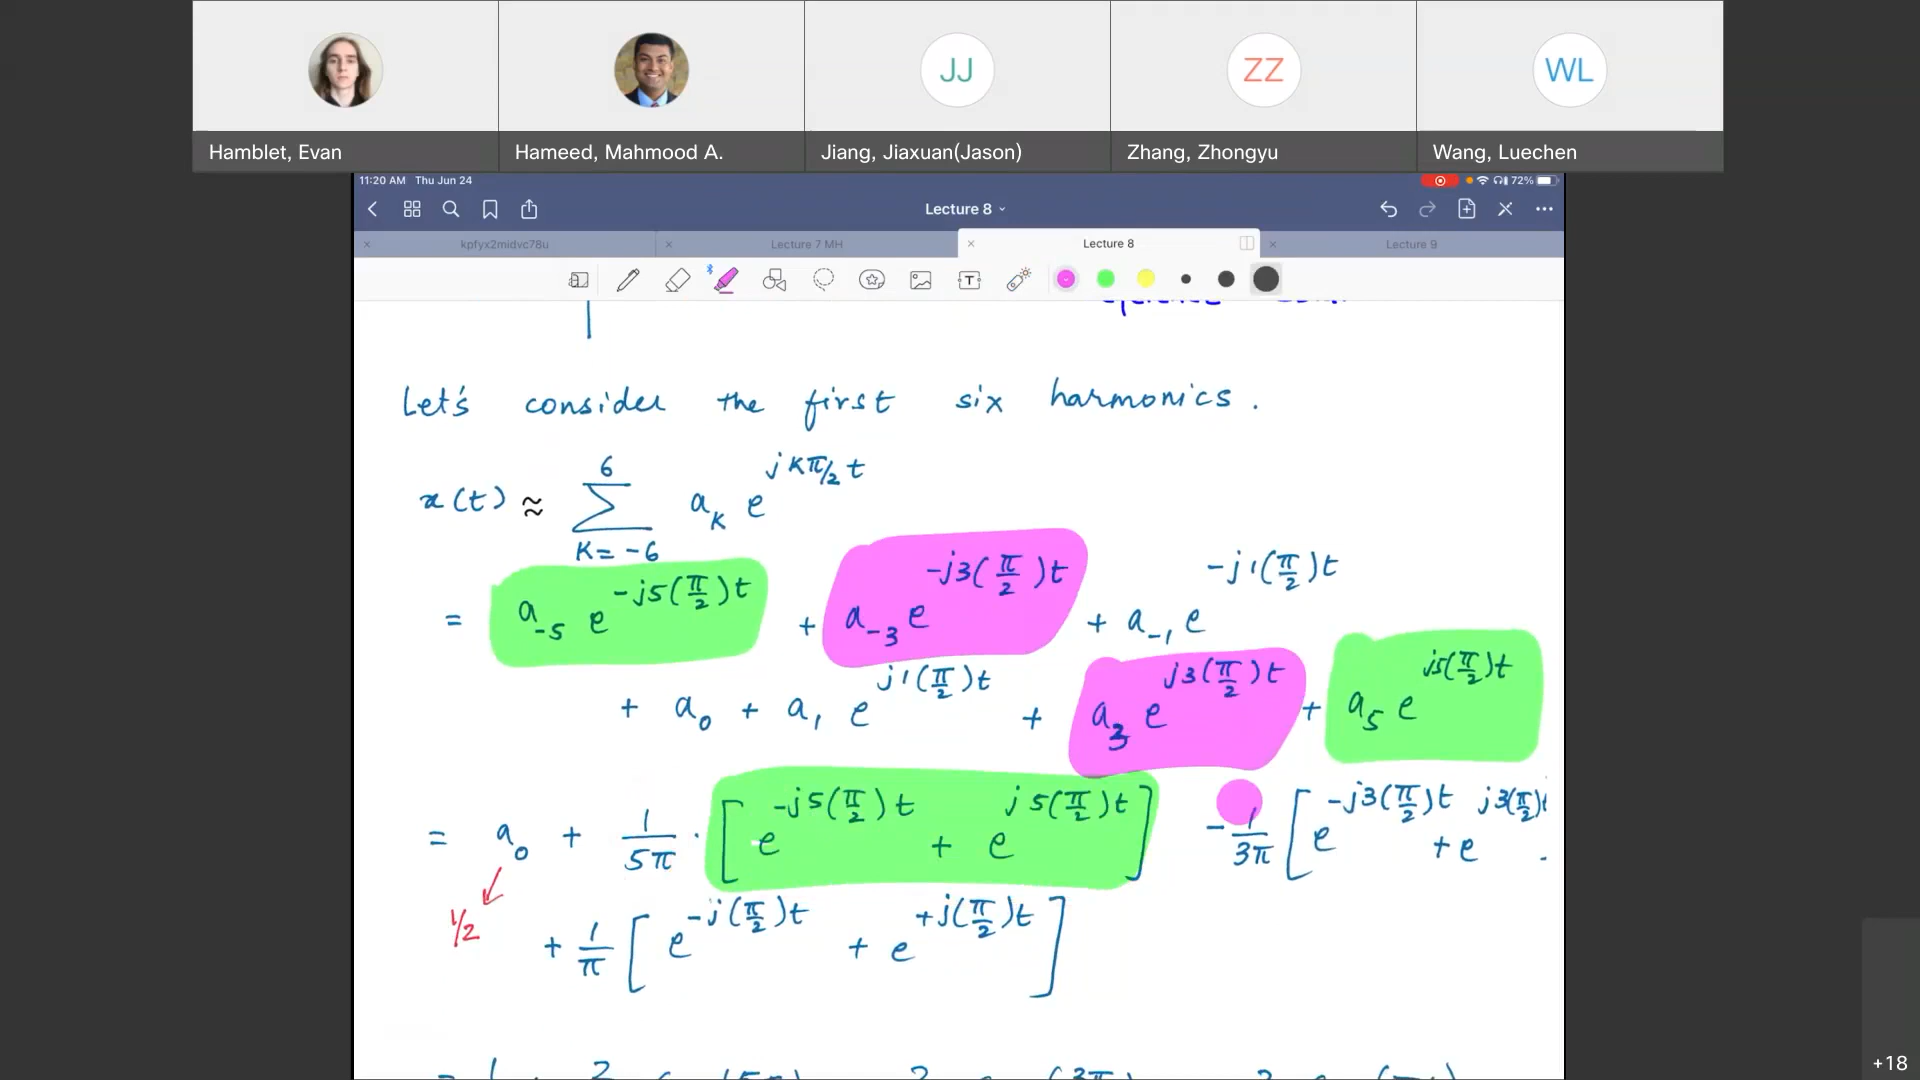 JJ
ZZ
WL
Hamblet, Evan
Hameed, Mahmood A.
Jiang, Jiaxuan(Jason)
Zhang, Zhongyu
Wang, Luechen
11:20 AM Thu Jun 24
72%
Lecture 8
kpfyx2midvc78u
Lecture 7 MH
Lecture 8
Lecture 9
Let's consider the first six harmonics.
x(t) ≈ ∑_{K=-6}^{6} a_K e^{jKπ/2 t}
= a_{-5} e^{-j5(π/2)t} + a_{-3} e^{-j3(π/2)t} + a_{-1} e^{-j1(π/2)t}
+ a_0 + a_1 e^{j1(π/2)t} + a_3 e^{j3(π/2)t} + a_5 e^{j5(π/2)t}
= a_0 + 1/5π · [e^{-j5(π/2)t} + e^{j5(π/2)t}] - 1/3π [e^{-j3(π/2)t} + e^{j3(π/2)t}
1/2
+ 1/π [e^{-j(π/2)t} + e^{+j(π/2)t}]
+18